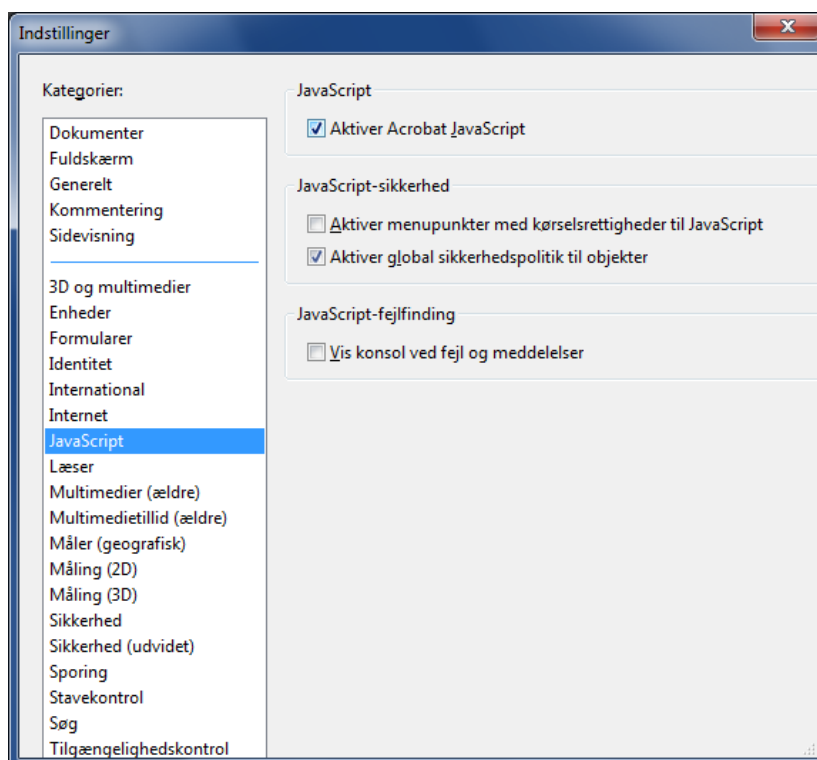 Indstillinger
Kategorier:
Dokumenter
Fuldskærm
Generelt
Kommentering
Sidevisning
3D og multimedier
Enheder
Formularer
Identitet
International
Internet
JavaScript
Læser
Multimedier (ældre)
Multimedietillid (ældre)
Måler (geografisk)
Måling (2D)
Måling (3D)
Sikkerhed
Sikkerhed (udvidet)
Sporing
Stavekontrol
Søg
Tilgængelighedskontrol
JavaScript
Aktiver Acrobat JavaScript
JavaScript-sikkerhed
Aktiver menupunkter med kørselsrettigheder til JavaScript
Aktiver global sikkerhedspolitik til objekter
JavaScript-fejlfinding
Vis konsol ved fejl og meddelelser